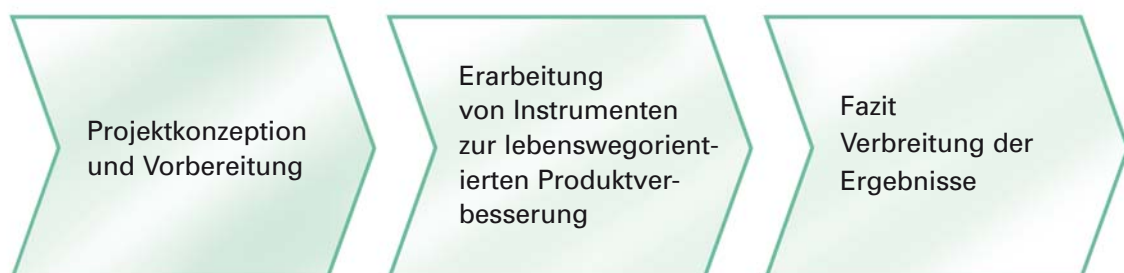 Projektkonzeption
und Vorbereitung
Erarbeitung
von Instrumenten
zur lebenswegorient-
ierten Produktver-
besserung
Fazit
Verbreitung der
Ergebnisse